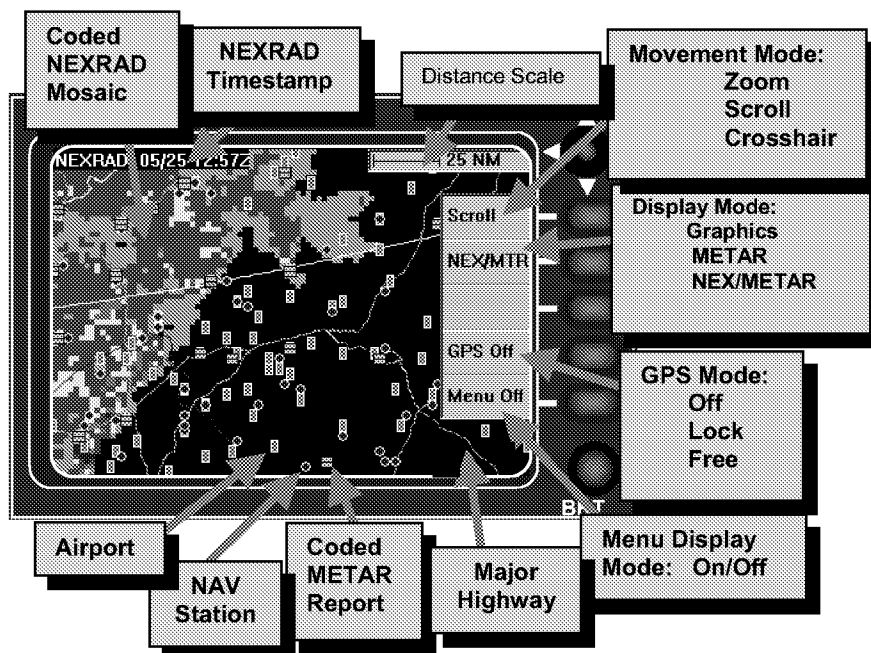 Coded
NEXRAD
Mosaic
NEXRAD
Timestamp
Distance Scale
Movement Mode:
Zoom
Scroll
Crosshair
NEXRAD 05/25 12:57Z
25 NM
Scroll
NEX/MTR
GPS Off
Menu Off
Display Mode:
Graphics
METAR
NEX/METAR
GPS Mode:
Off
Lock
Free
BRT
Airport
NAV
Station
Coded
METAR
Report
Major
Highway
Menu Display
Mode: On/Off